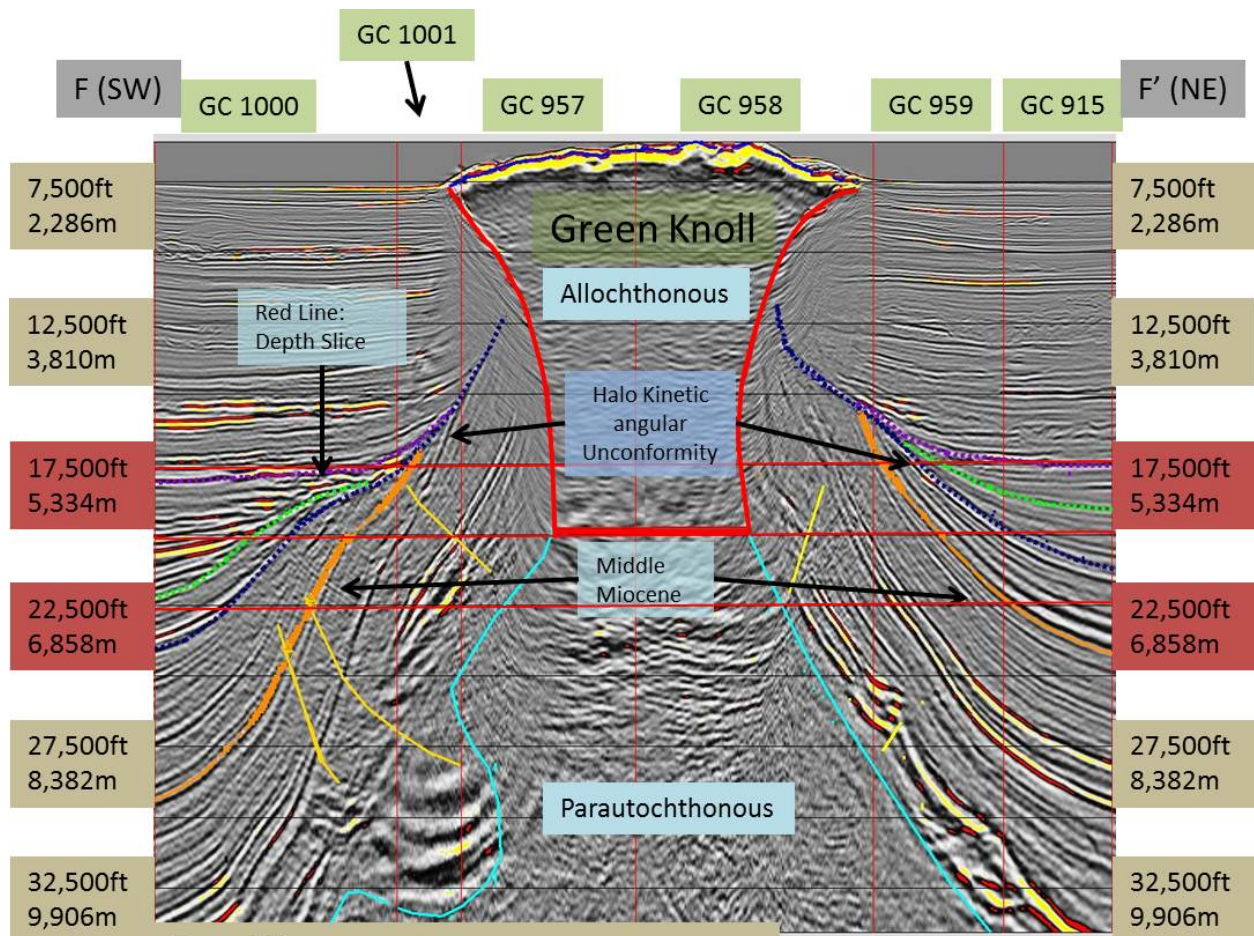 GC 1001
F (SW)
GC 1000
GC 957
GC 958
GC 959
GC 915
F’ (NE)
7,500ft
2,286m
7,500ft
2,286m
Green Knoll
Allochthonous
Red Line:
Depth Slice
12,500ft
3,810m
12,500ft
3,810m
Halo Kinetic
angular
Unconformity
17,500ft
5,334m
17,500ft
5,334m
Middle
Miocene
22,500ft
6,858m
22,500ft
6,858m
27,500ft
8,382m
27,500ft
8,382m
Parautochthonous
32,500ft
9,906m
32,500ft
9,906m